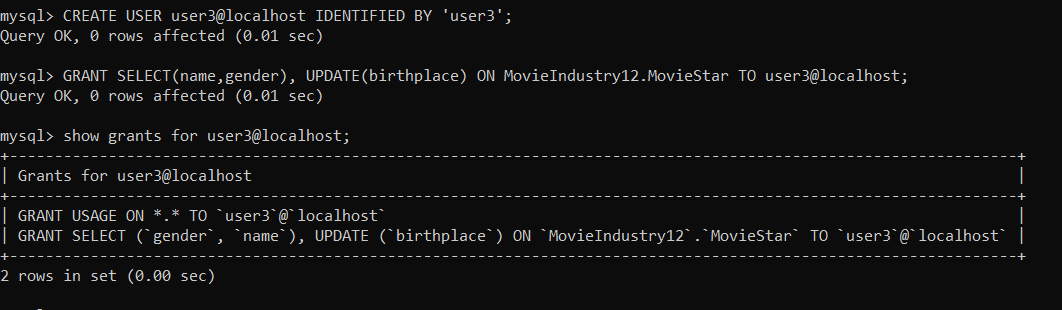 mysql> CREATE USER user3@localhost IDENTIFIED BY 'user3';
Query OK, 0 rows affected (0.01 sec)
mysql> GRANT SELECT(name,gender), UPDATE(birthplace) ON MovieIndustry12.MovieStar TO user3@localhost;
Query OK, 0 rows affected (0.01 sec)
mysql> show grants for user3@localhost;
+----------------------------------------------------------------------------------------------------------------+
| Grants for user3@localhost                                                                                     |
+----------------------------------------------------------------------------------------------------------------+
| GRANT USAGE ON *.* TO `user3`@`localhost`                                                                      |
| GRANT SELECT (`gender`, `name`), UPDATE (`birthplace`) ON `MovieIndustry12`.`MovieStar` TO `user3`@`localhost` |
+----------------------------------------------------------------------------------------------------------------+
2 rows in set (0.00 sec)